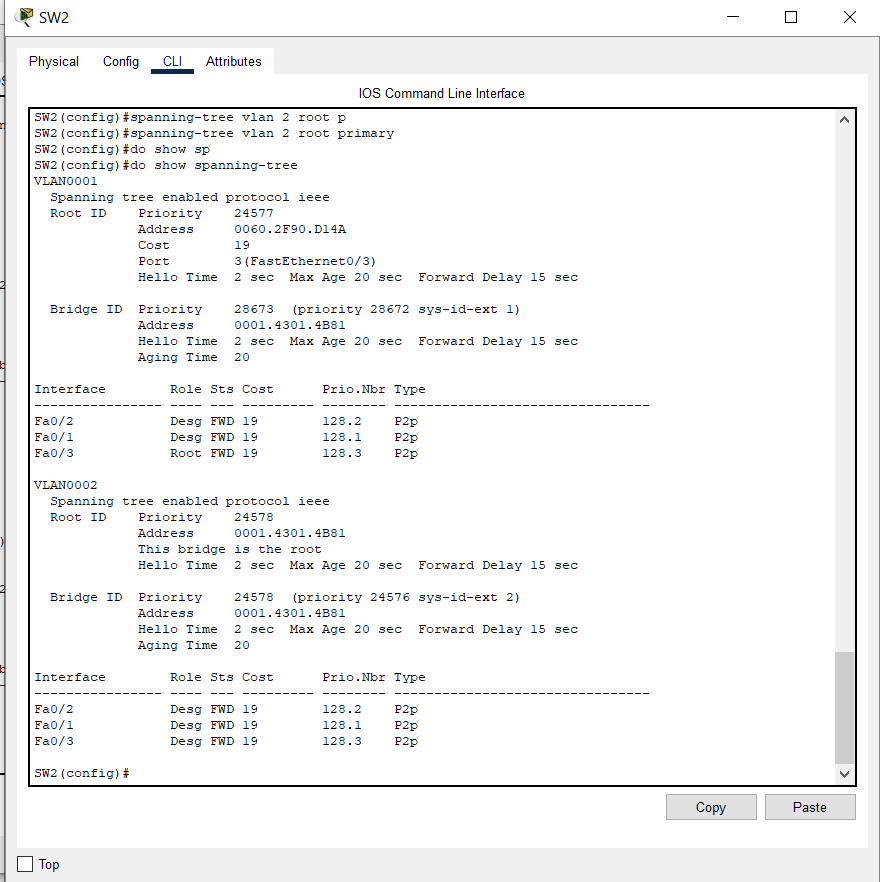 SW2
Physical Config CLI Attributes
IOS Command Line Interface
SW2(config)#spanning-tree vlan 2 root p
SW2(config)#spanning-tree vlan 2 root primary
SW2(config)#do show sp
SW2(config)#do show spanning-tree
VLAN0001
  Spanning tree enabled protocol ieee
  Root ID    Priority    24577
             Address     0060.2F90.D14A
             Cost        19
             Port        3(FastEthernet0/3)
             Hello Time  2 sec  Max Age 20 sec  Forward Delay 15 sec

  Bridge ID  Priority    28673  (priority 28672 sys-id-ext 1)
             Address     0001.4301.4B81
             Hello Time  2 sec  Max Age 20 sec  Forward Delay 15 sec
             Aging Time  20

Interface        Role Sts Cost      Prio.Nbr Type
---------------- ---- --- --------- -------- --------------------------------
Fa0/2            Desg FWD 19        128.2    P2p
Fa0/1            Desg FWD 19        128.1    P2p
Fa0/3            Root FWD 19        128.3    P2p

VLAN0002
  Spanning tree enabled protocol ieee
  Root ID    Priority    24578
             Address     0001.4301.4B81
             This bridge is the root
             Hello Time  2 sec  Max Age 20 sec  Forward Delay 15 sec

  Bridge ID  Priority    24578  (priority 24576 sys-id-ext 2)
             Address     0001.4301.4B81
             Hello Time  2 sec  Max Age 20 sec  Forward Delay 15 sec
             Aging Time  20

Interface        Role Sts Cost      Prio.Nbr Type
---------------- ---- --- --------- -------- --------------------------------
Fa0/2            Desg FWD 19        128.2    P2p
Fa0/1            Desg FWD 19        128.1    P2p
Fa0/3            Desg FWD 19        128.3    P2p

SW2(config)#
Copy Paste
Top